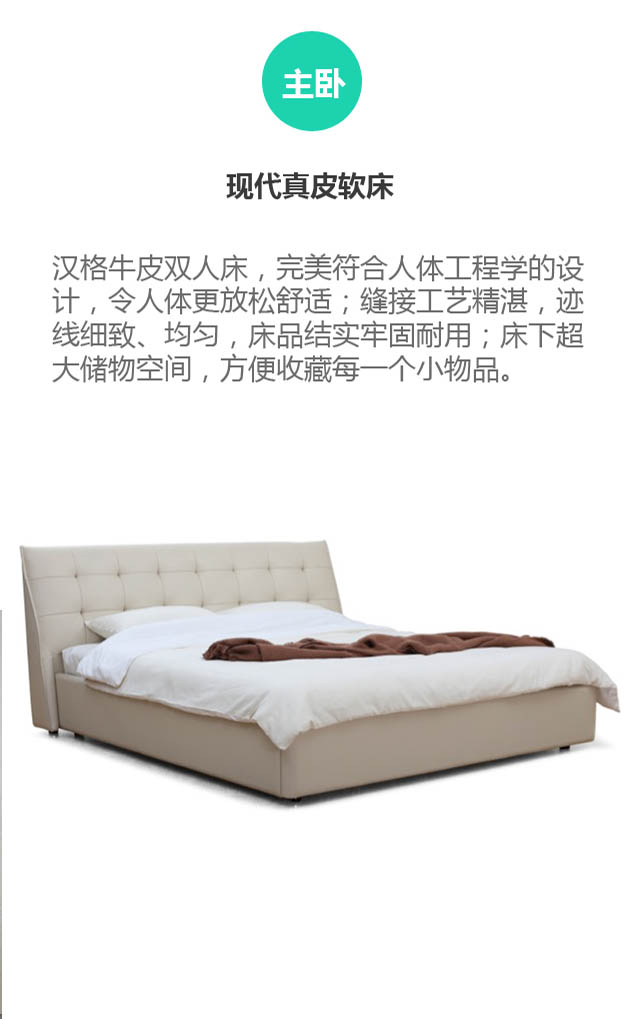 主卧
现代真皮软床
汉格牛皮双人床，完美符合人体工程学的设
计，令人体更放松舒适；缝接工艺精湛，迹
线细致、均匀，床品结实牢固耐用；床下超
大储物空间，方便收藏每一个小物品。